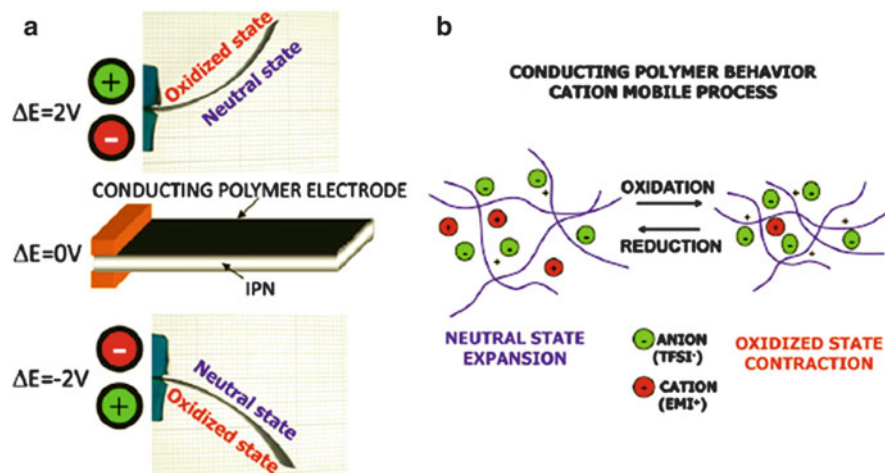 a
ΔE=2V
+
-
Oxidized state
Neutral state
CONDUCTING POLYMER ELECTRODE
ΔE=0V
IPN
ΔE=-2V
-
+
Neutral state
Oxidized state
b
CONDUCTING POLYMER BEHAVIOR
CATION MOBILE PROCESS
OXIDATION
REDUCTION
NEUTRAL STATE
EXPANSION
ANION
(TFSI-)
CATION
(EMI+)
OXIDIZED STATE
CONTRACTION